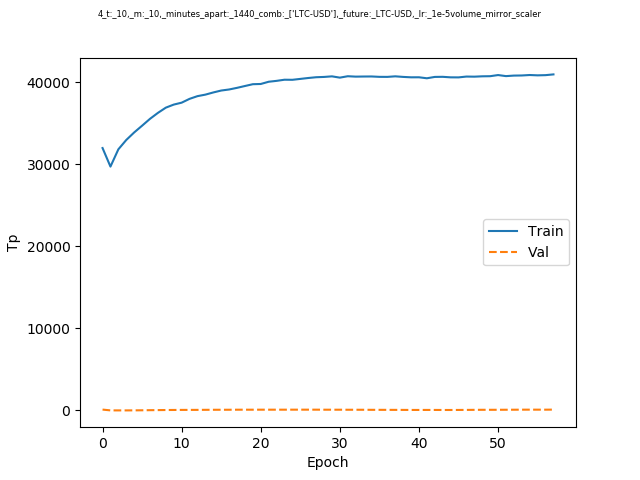 4_t:_10,_m:_10,_minutes_apart:_1440_comb:_['LTC-USD'],_future:_LTC-USD,_lr:_1e-5volume_mirror_scaler
40000
30000
20000
10000
0
Tp
Train
Val
0 10 20 30 40 50
Epoch